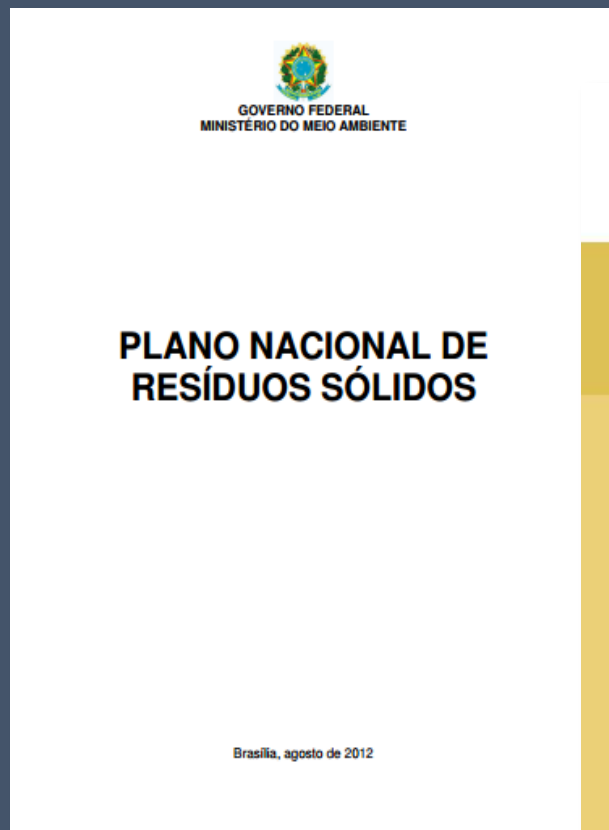 GOVERNO FEDERAL
MINISTÉRIO DO MEIO AMBIENTE
PLANO NACIONAL DE
RESÍDUOS SÓLIDOS
Brasília, agosto de 2012